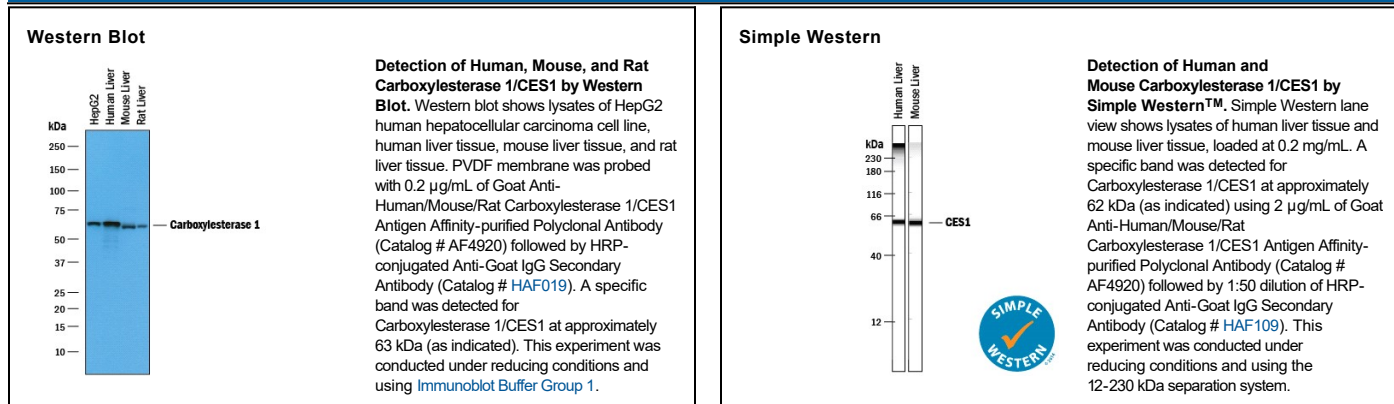 Western Blot
HepG2
Human Liver
Mouse Liver
Rat Liver
kDa
250
150
100
75
50
37
25
20
15
10
Carboxylesterase 1
Detection of Human, Mouse, and Rat
Carboxylesterase 1/CES1 by Western
Blot. Western blot shows lysates of HepG2
human hepatocellular carcinoma cell line,
human liver tissue, mouse liver tissue, and rat
liver tissue. PVDF membrane was probed
with 0.2 µg/mL of Goat Anti-
Human/Mouse/Rat Carboxylesterase 1/CES1
Antigen Affinity-purified Polyclonal Antibody
(Catalog # AF4920) followed by HRP-
conjugated Anti-Goat IgG Secondary
Antibody (Catalog # HAF019). A specific
band was detected for
Carboxylesterase 1/CES1 at approximately
63 kDa (as indicated). This experiment was
conducted under reducing conditions and
using Immunoblot Buffer Group 1.
Simple Western
Human Liver
Mouse Liver
kDa
230
180
116
66
40
12
CES1
SIMPLE
WESTERN
Detection of Human and
Mouse Carboxylesterase 1/CES1 by
Simple Western™. Simple Western lane
view shows lysates of human liver tissue and
mouse liver tissue, loaded at 0.2 mg/mL. A
specific band was detected for
Carboxylesterase 1/CES1 at approximately
62 kDa (as indicated) using 2 µg/mL of Goat
Anti-Human/Mouse/Rat
Carboxylesterase 1/CES1 Antigen Affinity-
purified Polyclonal Antibody (Catalog #
AF4920) followed by 1:50 dilution of HRP-
conjugated Anti-Goat IgG Secondary
Antibody (Catalog # HAF109). This
experiment was conducted under
reducing conditions and using the
12-230 kDa separation system.